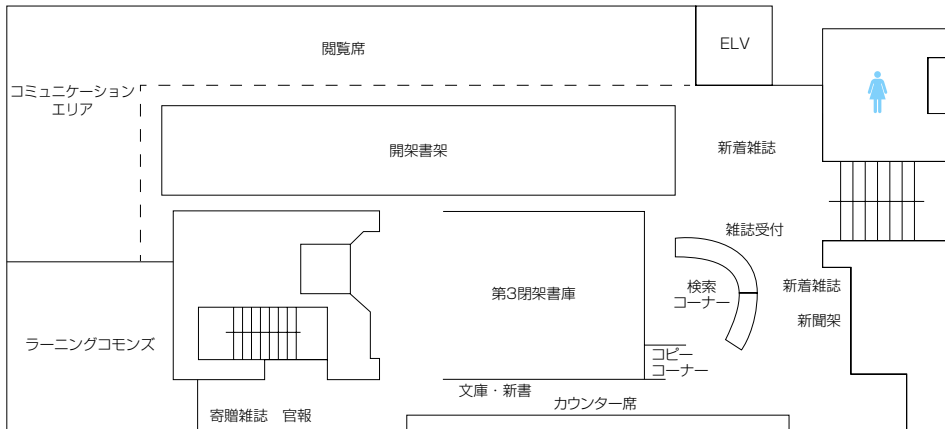 閲覧席
ELV
コミュニケーション
エリア
開架書架
新着雑誌
雑誌受付
検索
コーナー
新着雑誌
新聞架
第3閉架書庫
ラーニングコモンズ
コピー
コーナー
文庫・新書
カウンター席
寄贈雑誌　官報